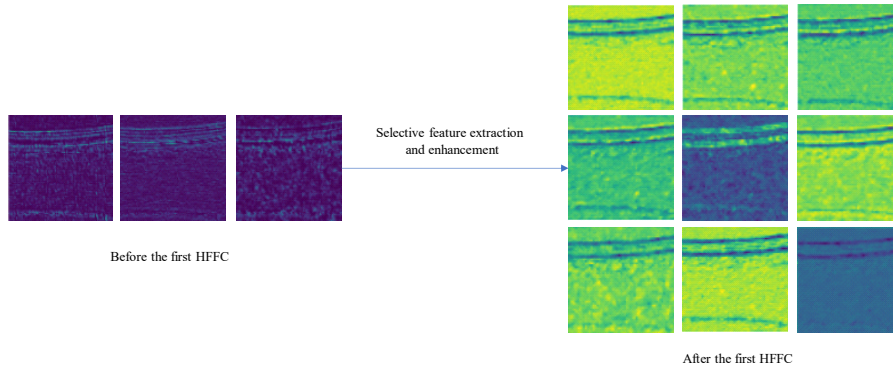 Selective feature extraction
and enhancement
Before the first HFFC
After the first HFFC